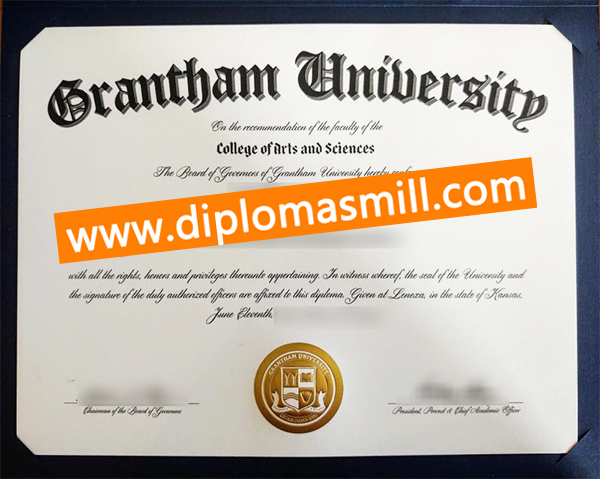 Grantham University
On the recommendation of the faculty of the
College of Arts and Sciences
The Board of Governors of Grantham University hereby
www.diplomasmill.com
with all the rights, honors and privileges thereunto appertaining. In witness whereof, the seal of the University and
the signature of the duly authorized officers are affixed to this diploma. Given at Lenexa, in the state of Kansas,
June Eleventh
GRANTHAM UNIVERSITY
Chairman of the Board of Governors
President, Provost & Chief Academic Officer